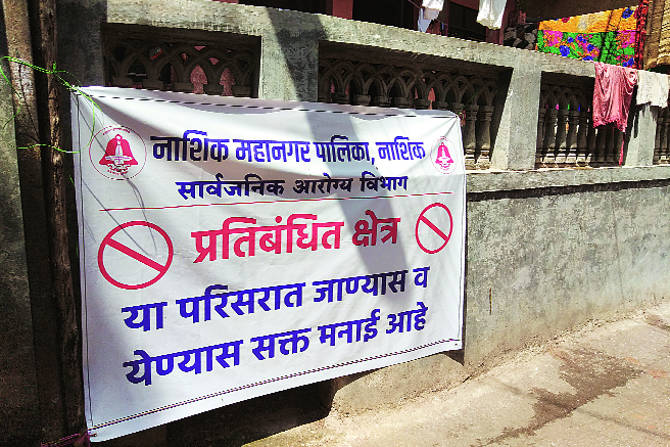 नाशिक महानगर पालिका, नाशिक
सार्वजनिक आरोग्य विभाग
प्रतिबंधित क्षेत्र
या परिसरात जाण्यास व
येण्यास सक्त मनाई आहे